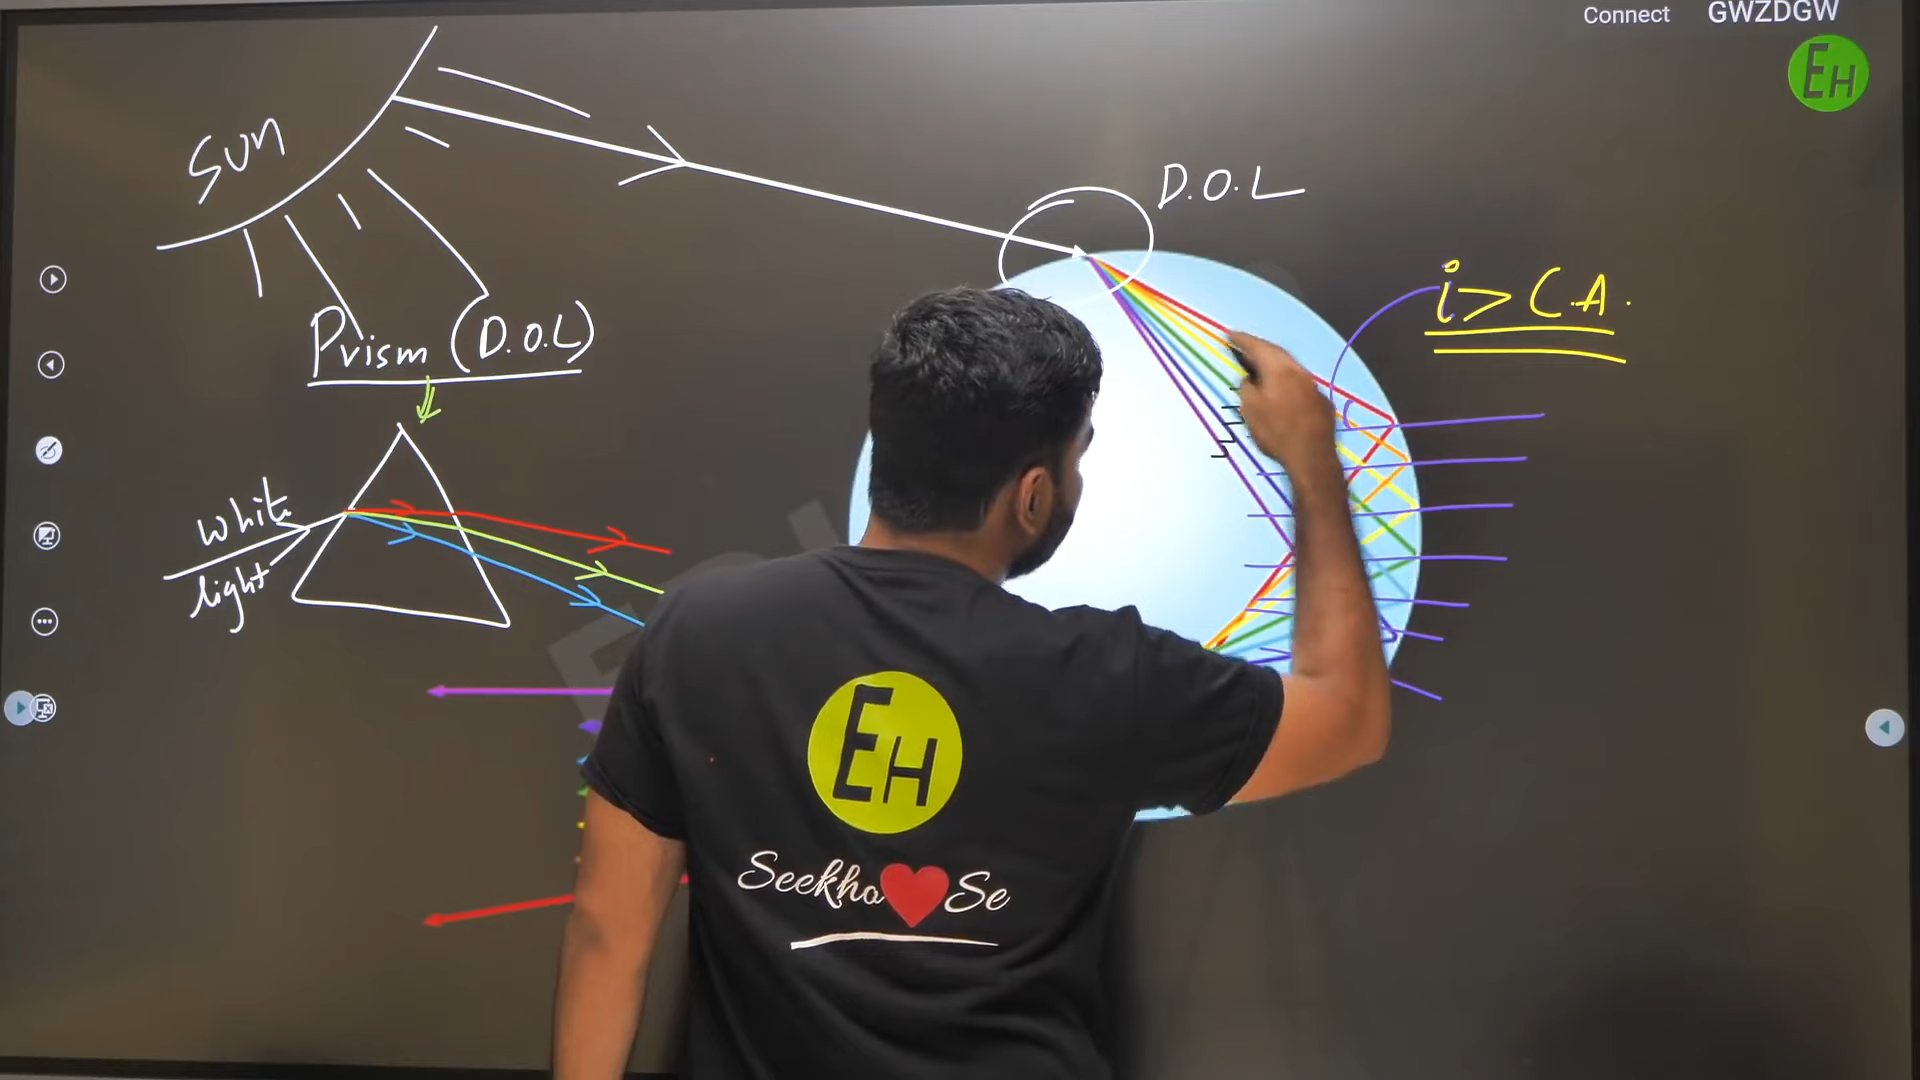 Connect GWZDGW
EH
Sun
D.O.L
i > C.A.
Prism (D.O.L)
White
light
EH
Seekho ❤ Se